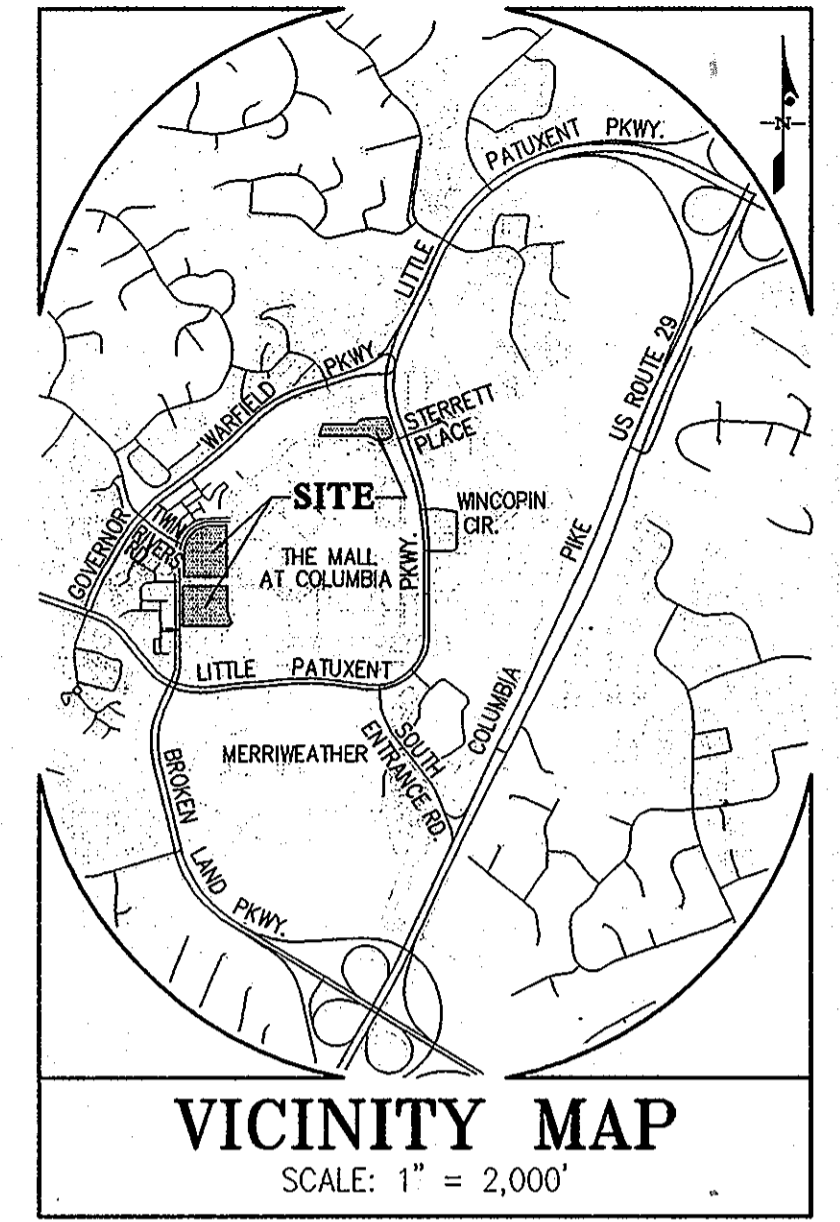 PATUXENT PKWY.
-N-
LITTLE
US ROUTE 29
WARFIELD PKWY.
STERRETT
PLACE
SITE
WINCOPIN
CIR.
GOVERNOR
TWIN
RIVERS
RD.
THE MALL
AT COLUMBIA
PKWY.
PIKE
LITTLE PATUXENT
COLUMBIA
SOUTH
ENTRANCE RD.
MERRIWEATHER
BROKEN LAND PKWY.
VICINITY MAP
SCALE: 1" = 2,000'